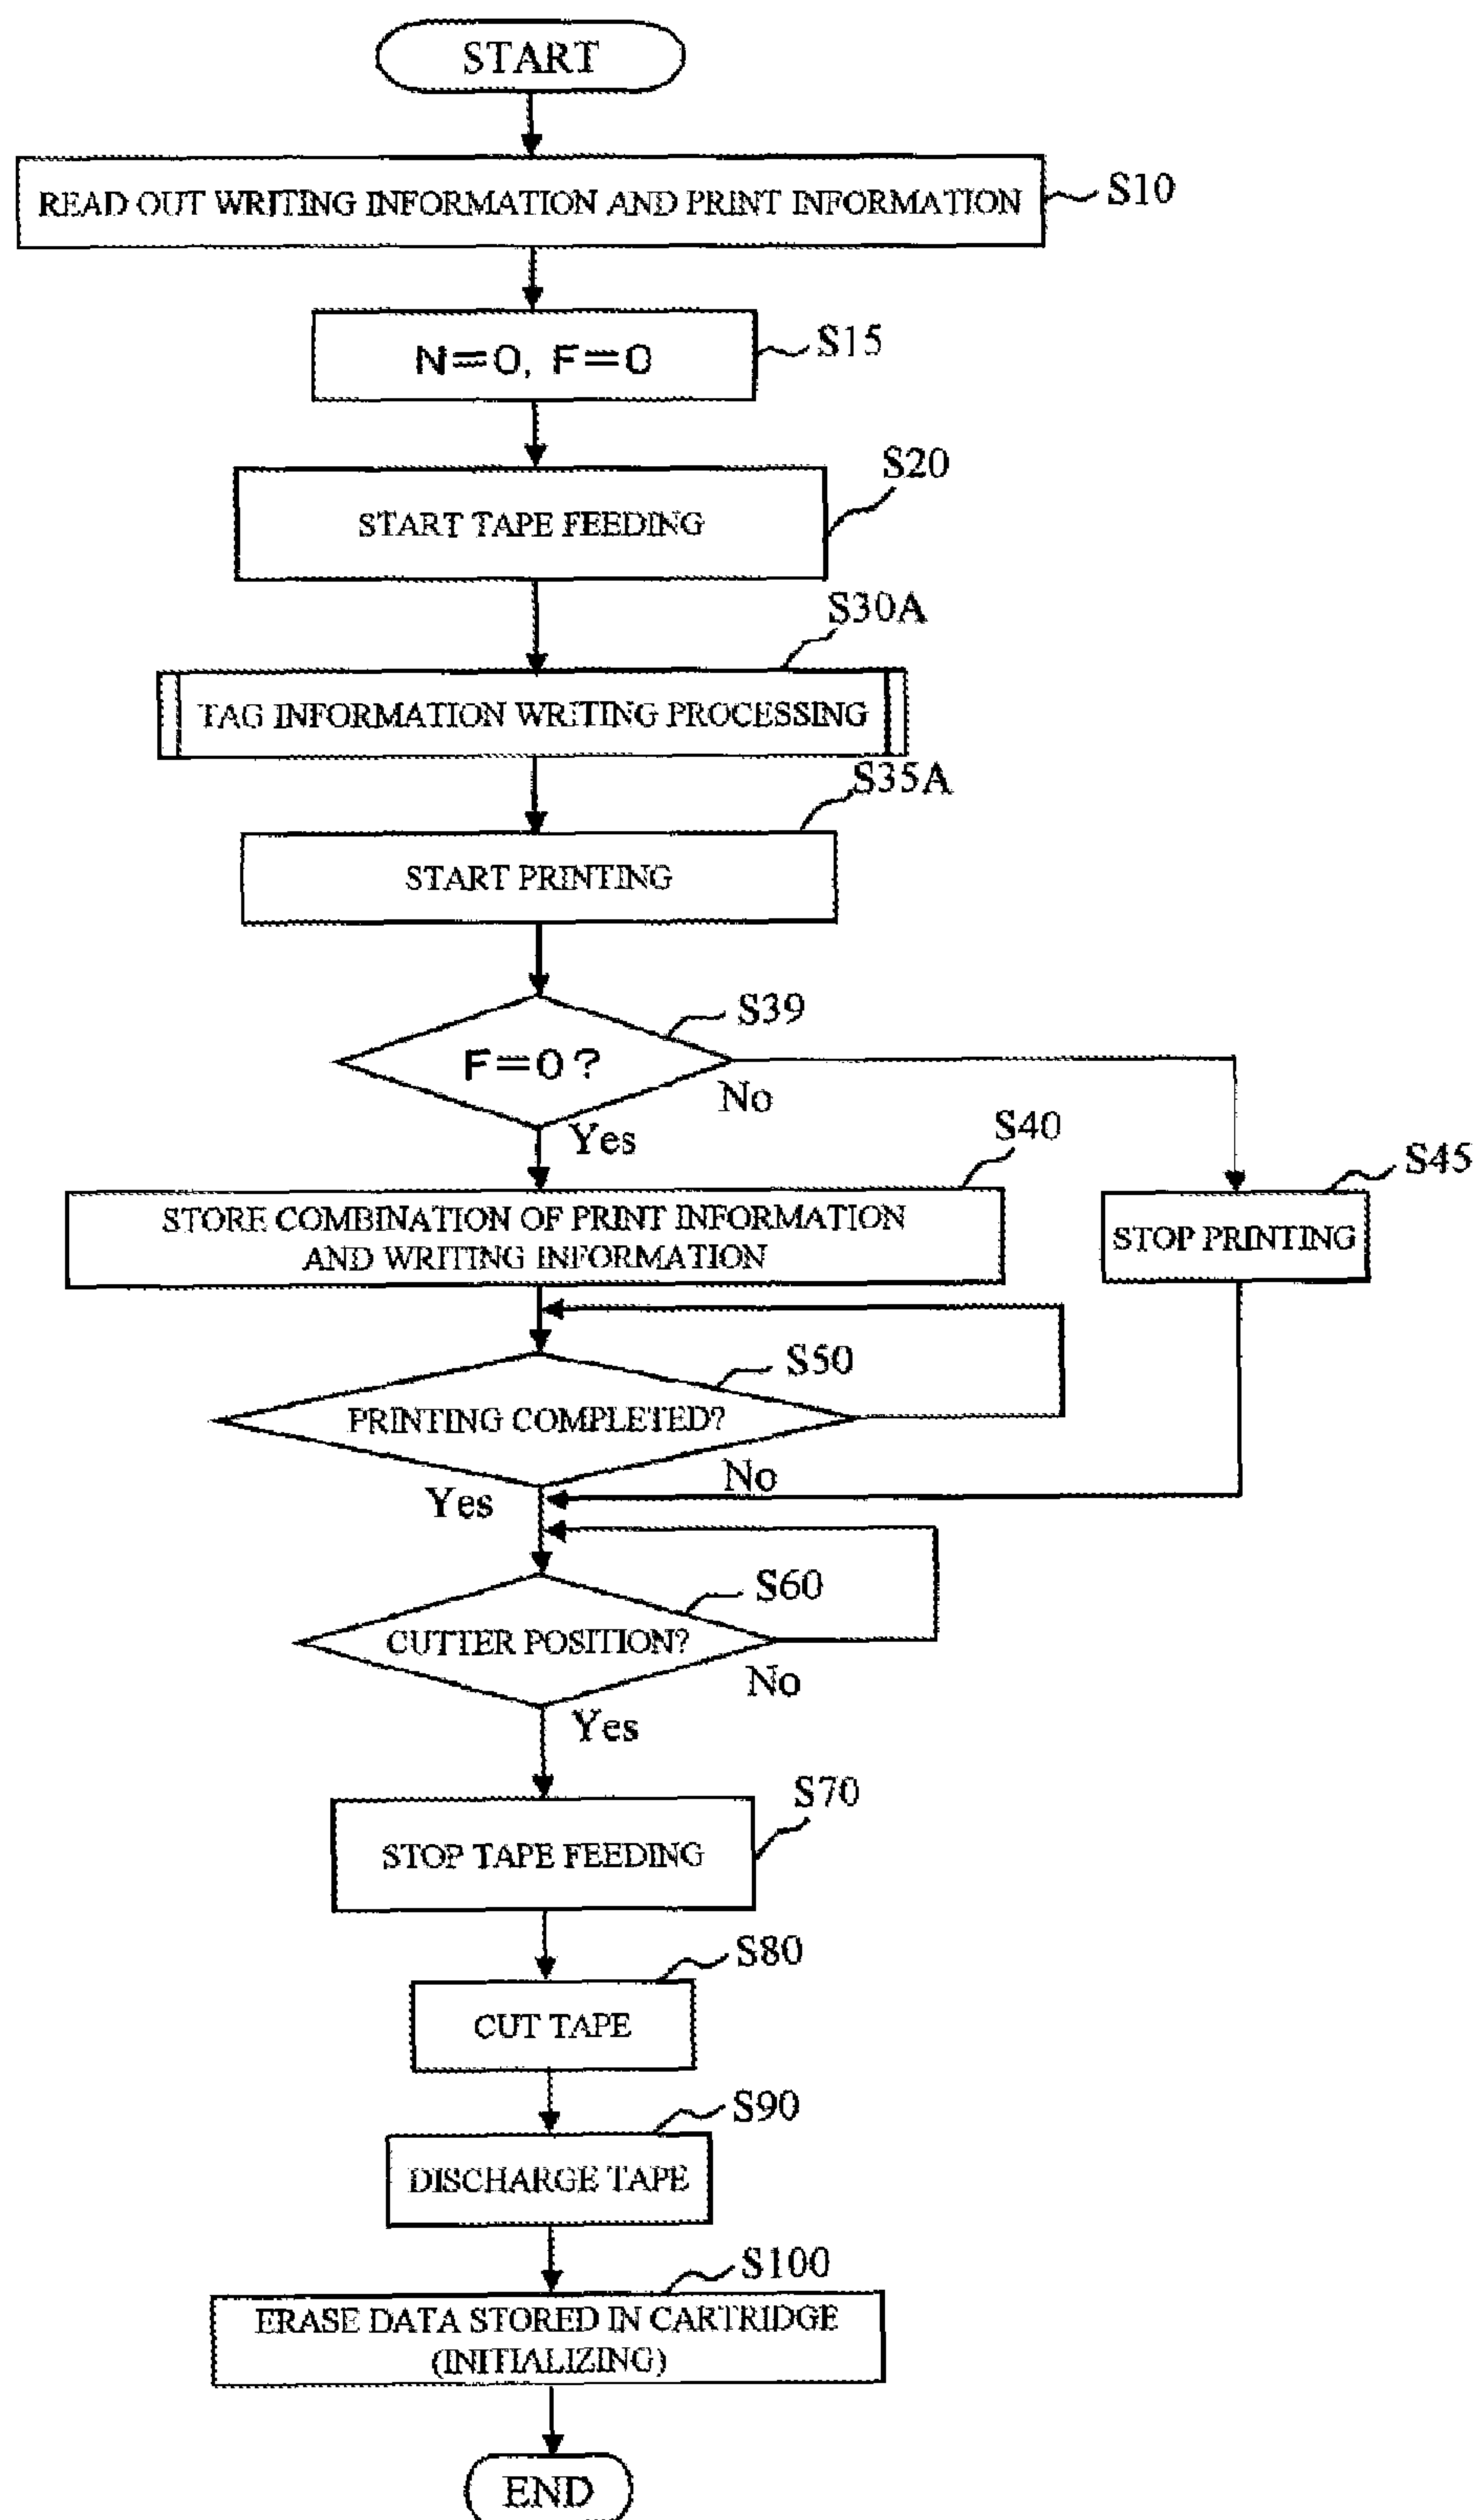 START
READ OUT WRITING INFORMATION AND PRINT INFORMATION
S10
N=0, F=0
S15
S20
START TAPE FEEDING
S30A
TAG INFORMATION WRITING PROCESSING
S35A
START PRINTING
S39
F=0?
No
Yes
S40
S45
STORE COMBINATION OF PRINT INFORMATION
AND WRITING INFORMATION
STOP PRINTING
S50
PRINTING COMPLETED?
No
Yes
S60
CUTTER POSITION?
No
Yes
S70
STOP TAPE FEEDING
S80
CUT TAPE
S90
DISCHARGE TAPE
S100
ERASE DATA STORED IN CARTRIDGE
(INITIALIZING)
END